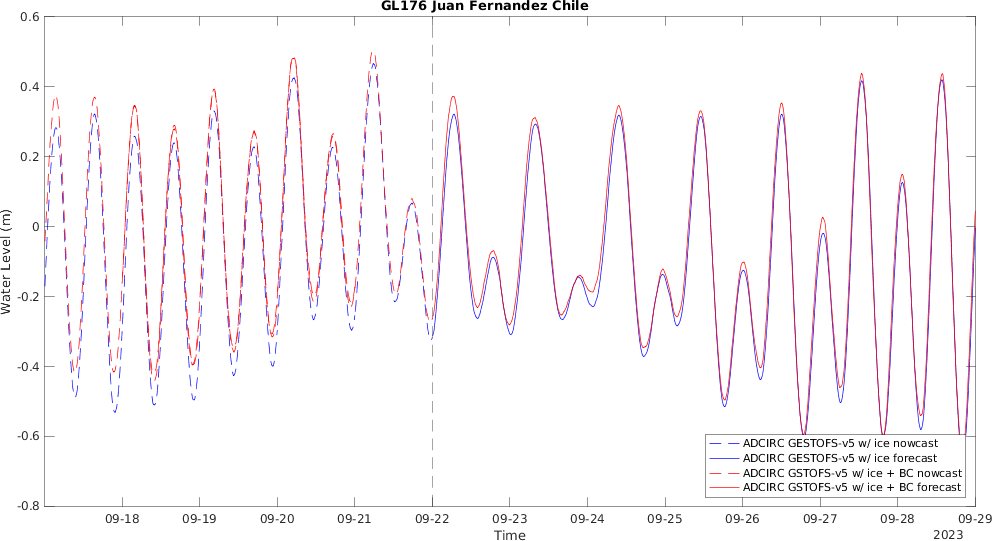 GL176 Juan Fernandez Chile
0.6
0.4
0.2
0
-0.2
-0.4
-0.6
-0.8
Water Level (m)
ADCIRC GESTOFS-v5 w/ ice nowcast
ADCIRC GESTOFS-v5 w/ ice forecast
ADCIRC GSTOFS-v5 w/ ice + BC nowcast
ADCIRC GSTOFS-v5 w/ ice + BC forecast
09-18 09-19 09-20 09-21 09-22 09-23 09-24 09-25 09-26 09-27 09-28 09-29
Time
2023